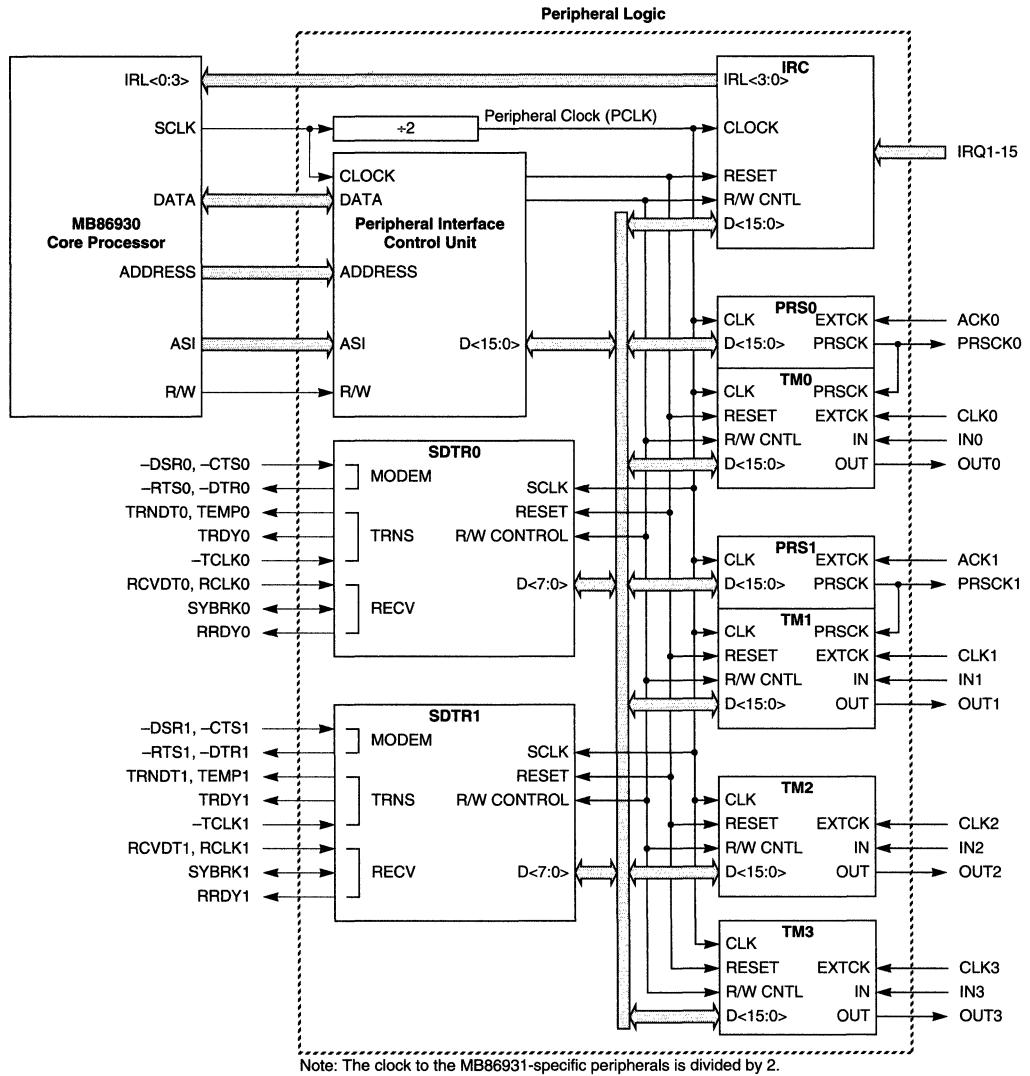 Peripheral Logic
MB86930
Core Processor
IRL<0:3>
SCLK
DATA
ADDRESS
ASI
R/W
÷2
Peripheral Clock (PCLK)
CLOCK
DATA
Peripheral Interface
Control Unit
ADDRESS
ASI
D<15:0>
R/W
IRC
IRL<3:0>
CLOCK
RESET
R/W CNTL
D<15:0>
IRQ1-15
PRS0
CLK
EXTCK
ACK0
D<15:0>
PRSCK
PRSCK0
TM0
CLK
PRSCK
RESET
EXTCK
CLK0
R/W CNTL
IN
IN0
D<15:0>
OUT
OUT0
SDTR0
–DSR0, –CTS0
MODEM
–RTS0, –DTR0
SCLK
TRNDT0, TEMP0
RESET
TRDY0
TRNS
R/W CONTROL
–TCLK0
RCVDT0, RCLK0
D<7:0>
SYBRK0
RECV
RRDY0
PRS1
CLK
EXTCK
ACK1
D<15:0>
PRSCK
PRSCK1
TM1
CLK
PRSCK
RESET
EXTCK
CLK1
R/W CNTL
IN
IN1
D<15:0>
OUT
OUT1
SDTR1
–DSR1, –CTS1
MODEM
–RTS1, –DTR1
SCLK
TRNDT1, TEMP1
RESET
TRDY1
TRNS
R/W CONTROL
–TCLK1
RCVDT1, RCLK1
SYBRK1
RECV
D<7:0>
RRDY1
TM2
CLK
RESET
EXTCK
CLK2
R/W CNTL
IN
IN2
D<15:0>
OUT
OUT2
TM3
CLK
RESET
EXTCK
CLK3
R/W CNTL
IN
IN3
D<15:0>
OUT
OUT3
Note: The clock to the MB86931-specific peripherals is divided by 2.